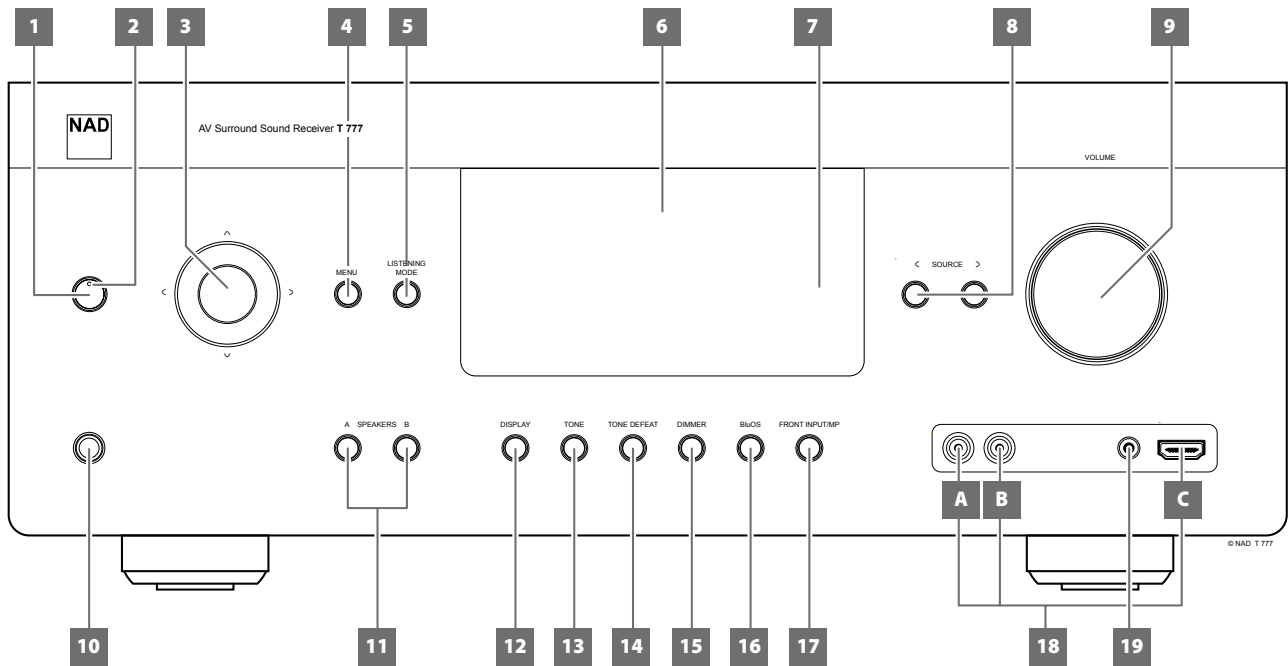 1 2 3 4 5 6 7 8 9
NAD
AV Surround Sound Receiver T 777
VOLUME
MENU
LISTENING
MODE
< SOURCE >
A SPEAKERS B
DISPLAY
TONE
TONE DEFEAT
DIMMER
BluOS
FRONT INPUT/MP
A B C
© NAD T 777
10 11 12 13 14 15 16 17 18 19